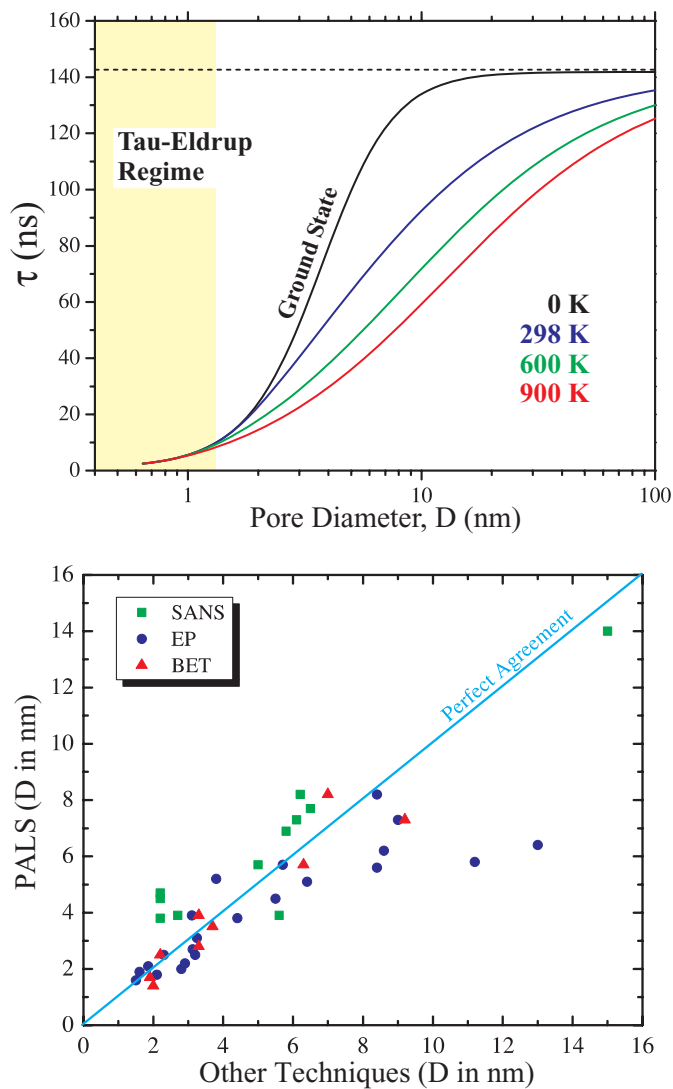 160
140
120
100
80
60
40
20
0
τ (ns)
Tau-Eldrup
Regime
Ground State
0 K
298 K
600 K
900 K
1
10
100
Pore Diameter, D (nm)
16
14
12
10
8
6
4
2
0
PALS (D in nm)
SANS
EP
BET
Perfect Agreement
0 2 4 6 8 10 12 14 16
Other Techniques (D in nm)